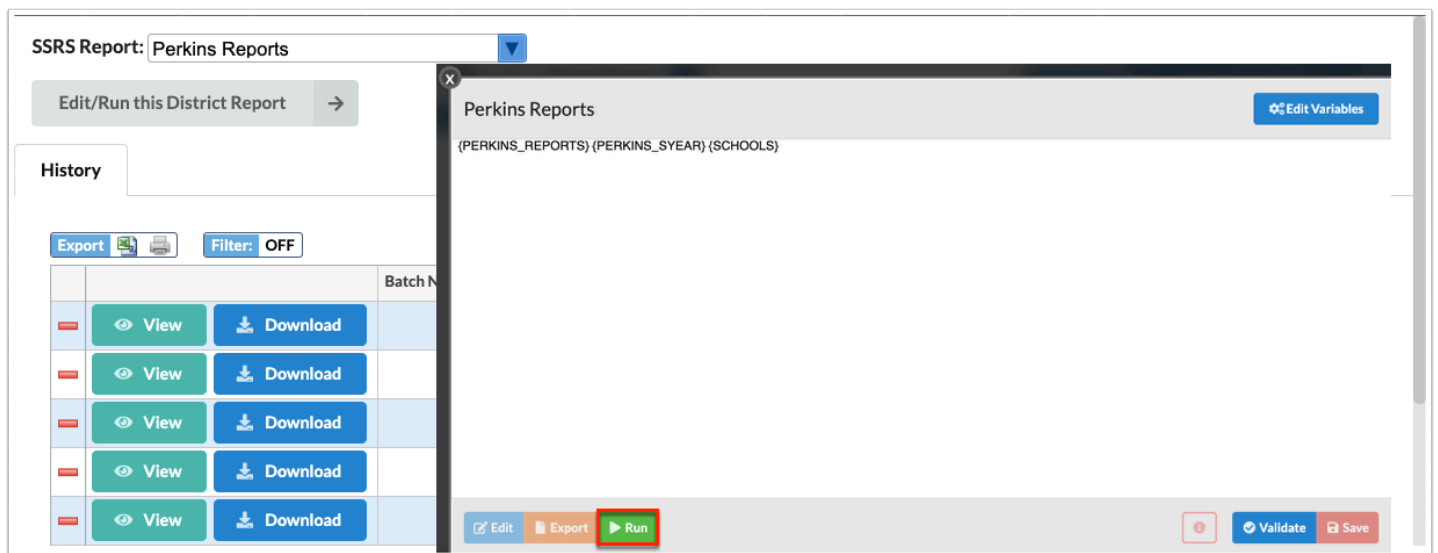 SSRS Report: Perkins Reports
Edit/Run this District Report
History
Export Filter: OFF
Batch N
View Download
View Download
View Download
View Download
View Download
X
Perkins Reports
Edit Variables
{PERKINS_REPORTS} {PERKINS_SYEAR} {SCHOOLS}
Edit Export Run Validate Save